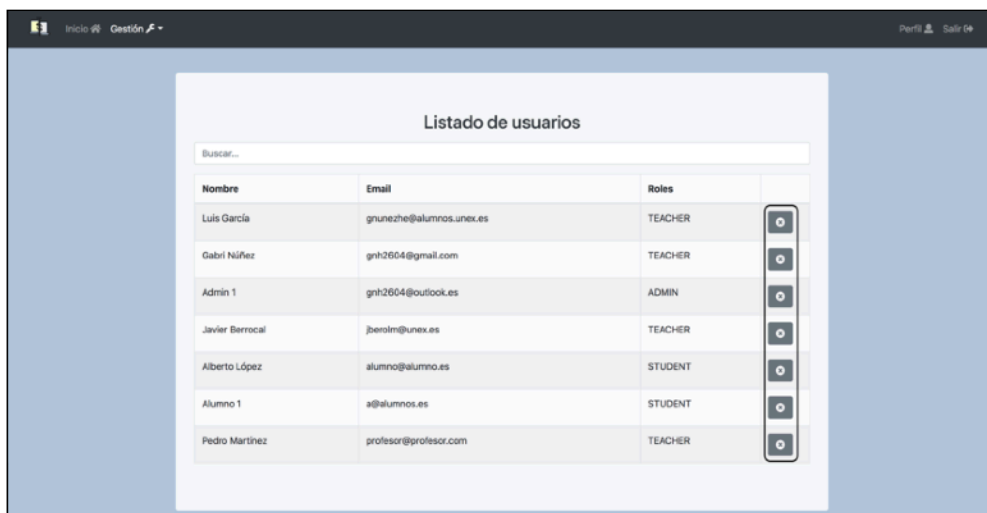 Inicio Gestión Perfil Salir
Listado de usuarios
Buscar...
Nombre Email Roles
Luis García gnunezhe@alumnos.unex.es TEACHER
Gabri Núñez gnh2604@gmail.com TEACHER
Admin 1 gnh2604@outlook.es ADMIN
Javier Berrocal jberolm@unex.es TEACHER
Alberto López alumno@alumno.es STUDENT
Alumno 1 a@alumnos.es STUDENT
Pedro Martínez profesor@profesor.com TEACHER